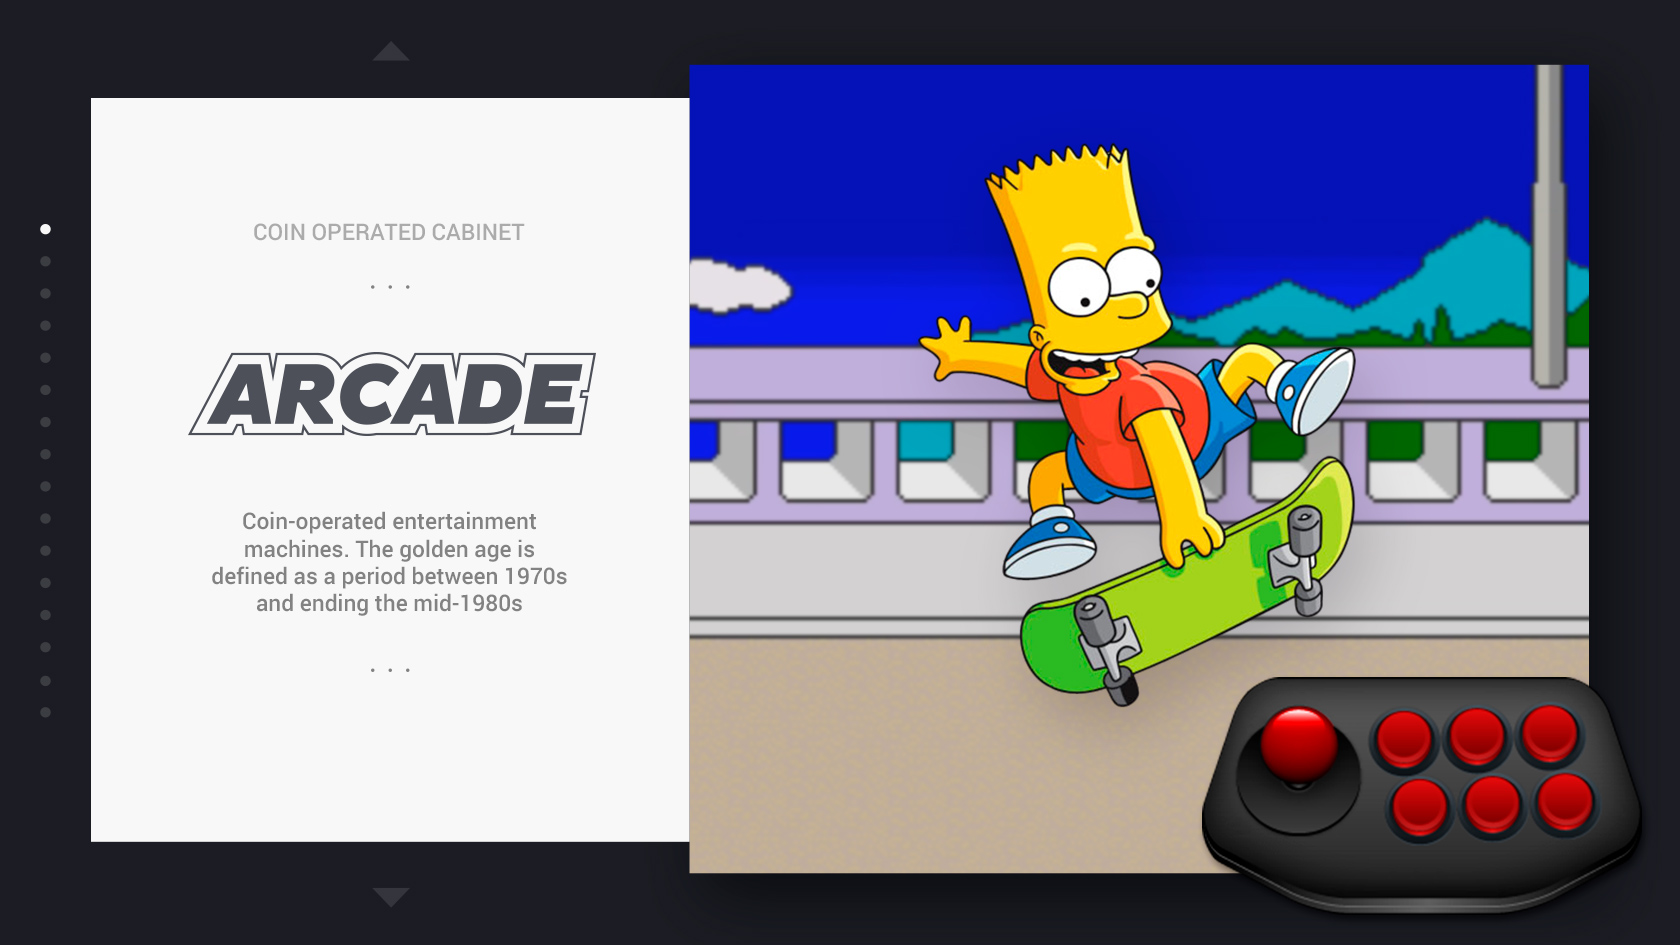 COIN OPERATED CABINET
. . .
ARCADE
Coin-operated entertainment
machines. The golden age is
defined as a period between 1970s
and ending the mid-1980s
. . .